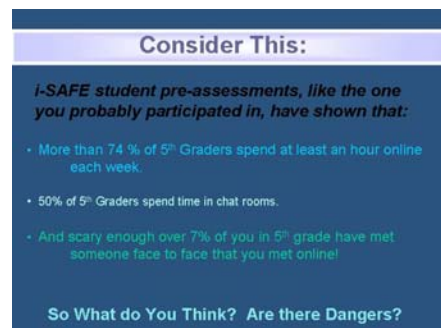 Consider This:
i-SAFE student pre-assessments, like the one
you probably participated in, have shown that:
• More than 74 % of 5th Graders spend at least an hour online
each week.
• 50% of 5th Graders spend time in chat rooms.
• And scary enough over 7% of you in 5th grade have met
someone face to face that you met online!
So What do You Think?  Are there Dangers?